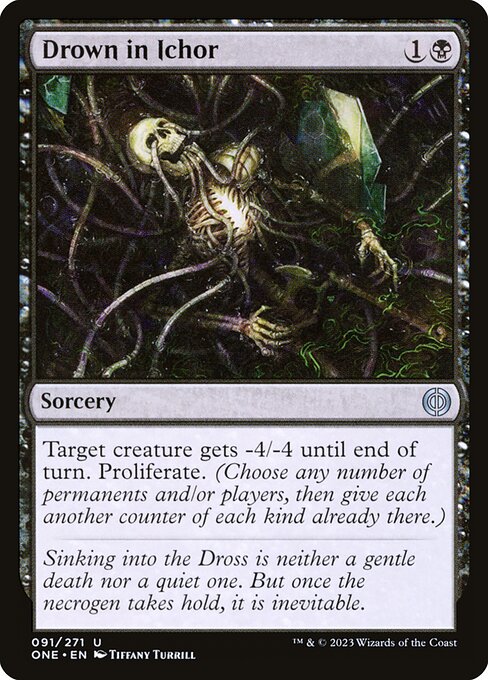 Drown in Ichor 1
Sorcery
Target creature gets -4/-4 until end of
turn. Proliferate. (Choose any number of
permanents and/or players, then give each
another counter of each kind already there.)
Sinking into the Dross is neither a gentle
death nor a quiet one. But once the
necrogen takes hold, it is inevitable.
091/271 U
ONE • EN Tiffany Turrill
™ & © 2023 Wizards of the Coast